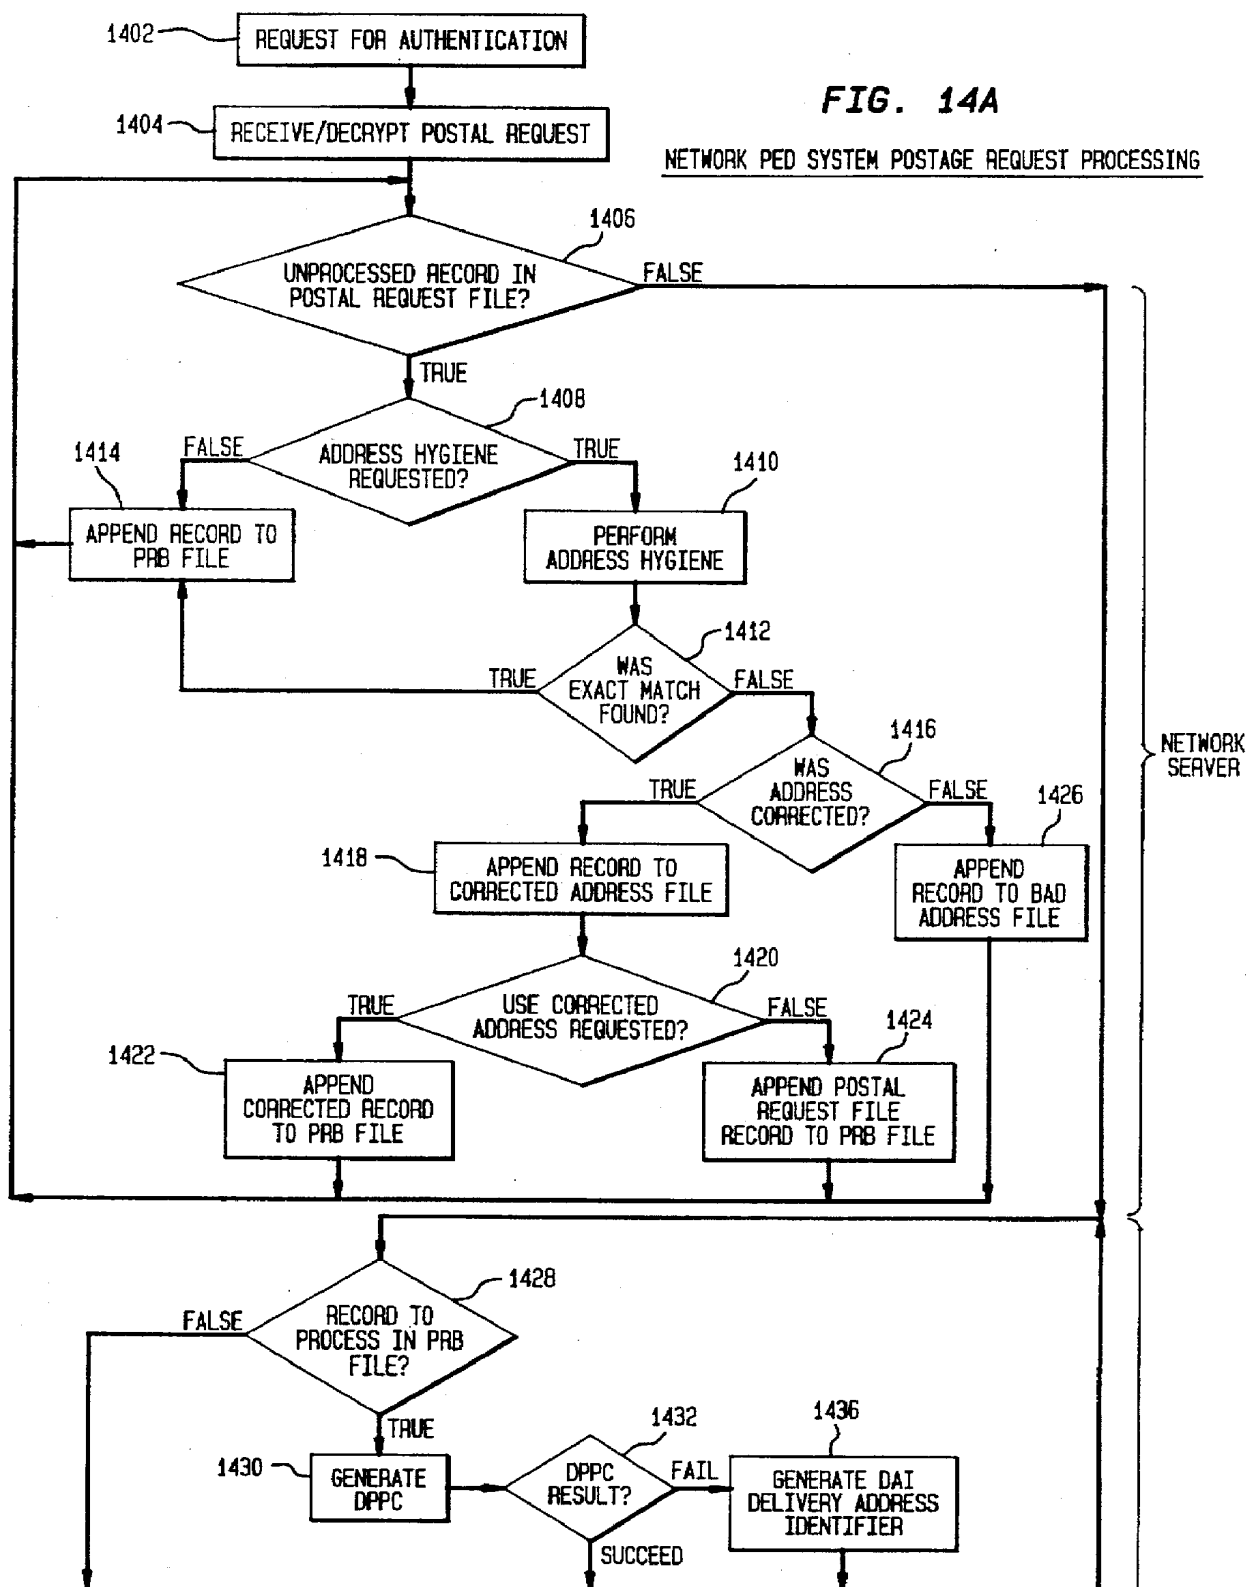 1402
REQUEST FOR AUTHENTICATION
FIG. 14A
1404
RECEIVE/DECRYPT POSTAL REQUEST
NETWORK PED SYSTEM POSTAGE REQUEST PROCESSING
1406
UNPROCESSED RECORD IN
POSTAL REQUEST FILE?
FALSE
TRUE
1408
FALSE
ADDRESS HYGIENE
REQUESTED?
TRUE
1414
1410
APPEND RECORD TO
PRB FILE
PERFORM
ADDRESS HYGIENE
1412
TRUE
WAS
EXACT MATCH
FOUND?
FALSE
1416
NETWORK
SERVER
TRUE
WAS
ADDRESS
CORRECTED?
FALSE
1426
1418
APPEND RECORD TO
CORRECTED ADDRESS FILE
APPEND
RECORD TO BAD
ADDRESS FILE
1420
TRUE
USE CORRECTED
ADDRESS REQUESTED?
FALSE
1424
1422
APPEND
CORRECTED RECORD
TO PRB FILE
APPEND POSTAL
REQUEST FILE
RECORD TO PRB FILE
1428
FALSE
RECORD TO
PROCESS IN PRB
FILE?
TRUE
1432
1436
1430
GENERATE
DPPC
DPPC
RESULT?
FAIL
GENERATE DAI
DELIVERY ADDRESS
IDENTIFIER
SUCCEED